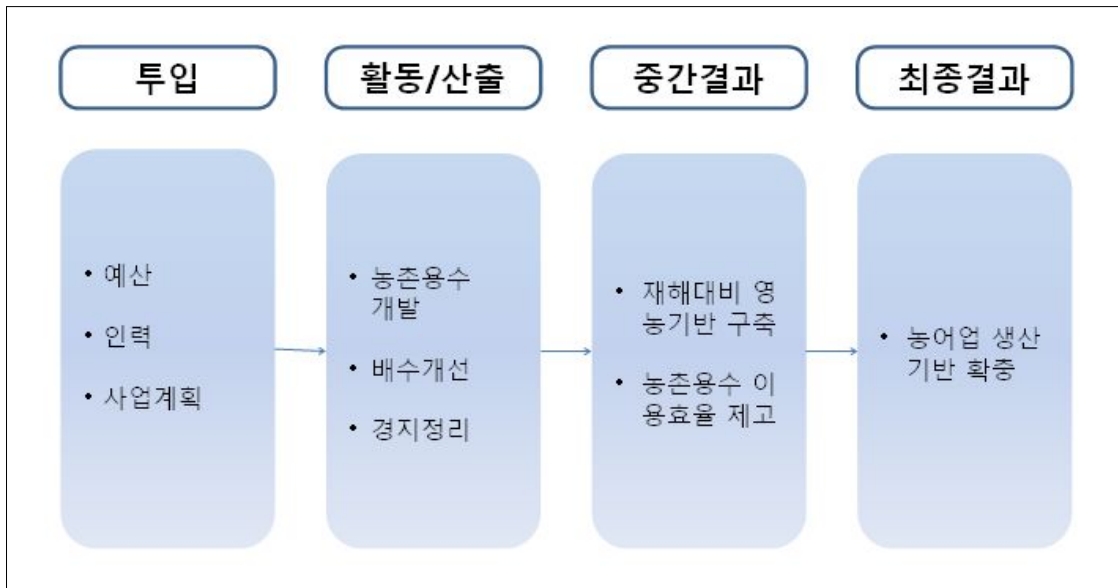 투입
활동/산출
중간결과
최종결과
• 예산
• 인력
• 사업계획
• 농촌용수
개발
• 배수개선
• 경지정리
• 재해대비 영
농기반 구축
• 농촌용수 이
용효율 제고
• 농어업 생산
기반 확충